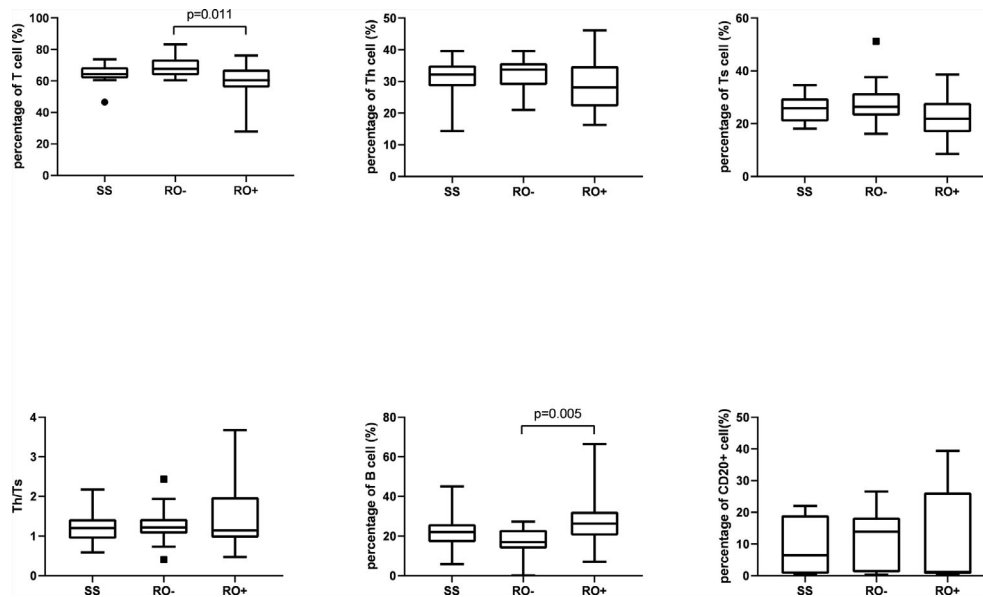 p=0.011
percentage of T cell (%)
100
80
60
40
20
0
SS RO- RO+
percentage of Th cell (%)
50
40
30
20
10
0
SS RO- RO+
percentage of Ts cell (%)
60
40
20
0
SS RO- RO+
Th/Ts
4
3
2
1
0
SS RO- RO+
p=0.005
percentage of B cell(%)
80
60
40
20
0
SS RO- RO+
percentage of CD20+ cell(%)
50
40
30
20
10
0
SS RO- RO+